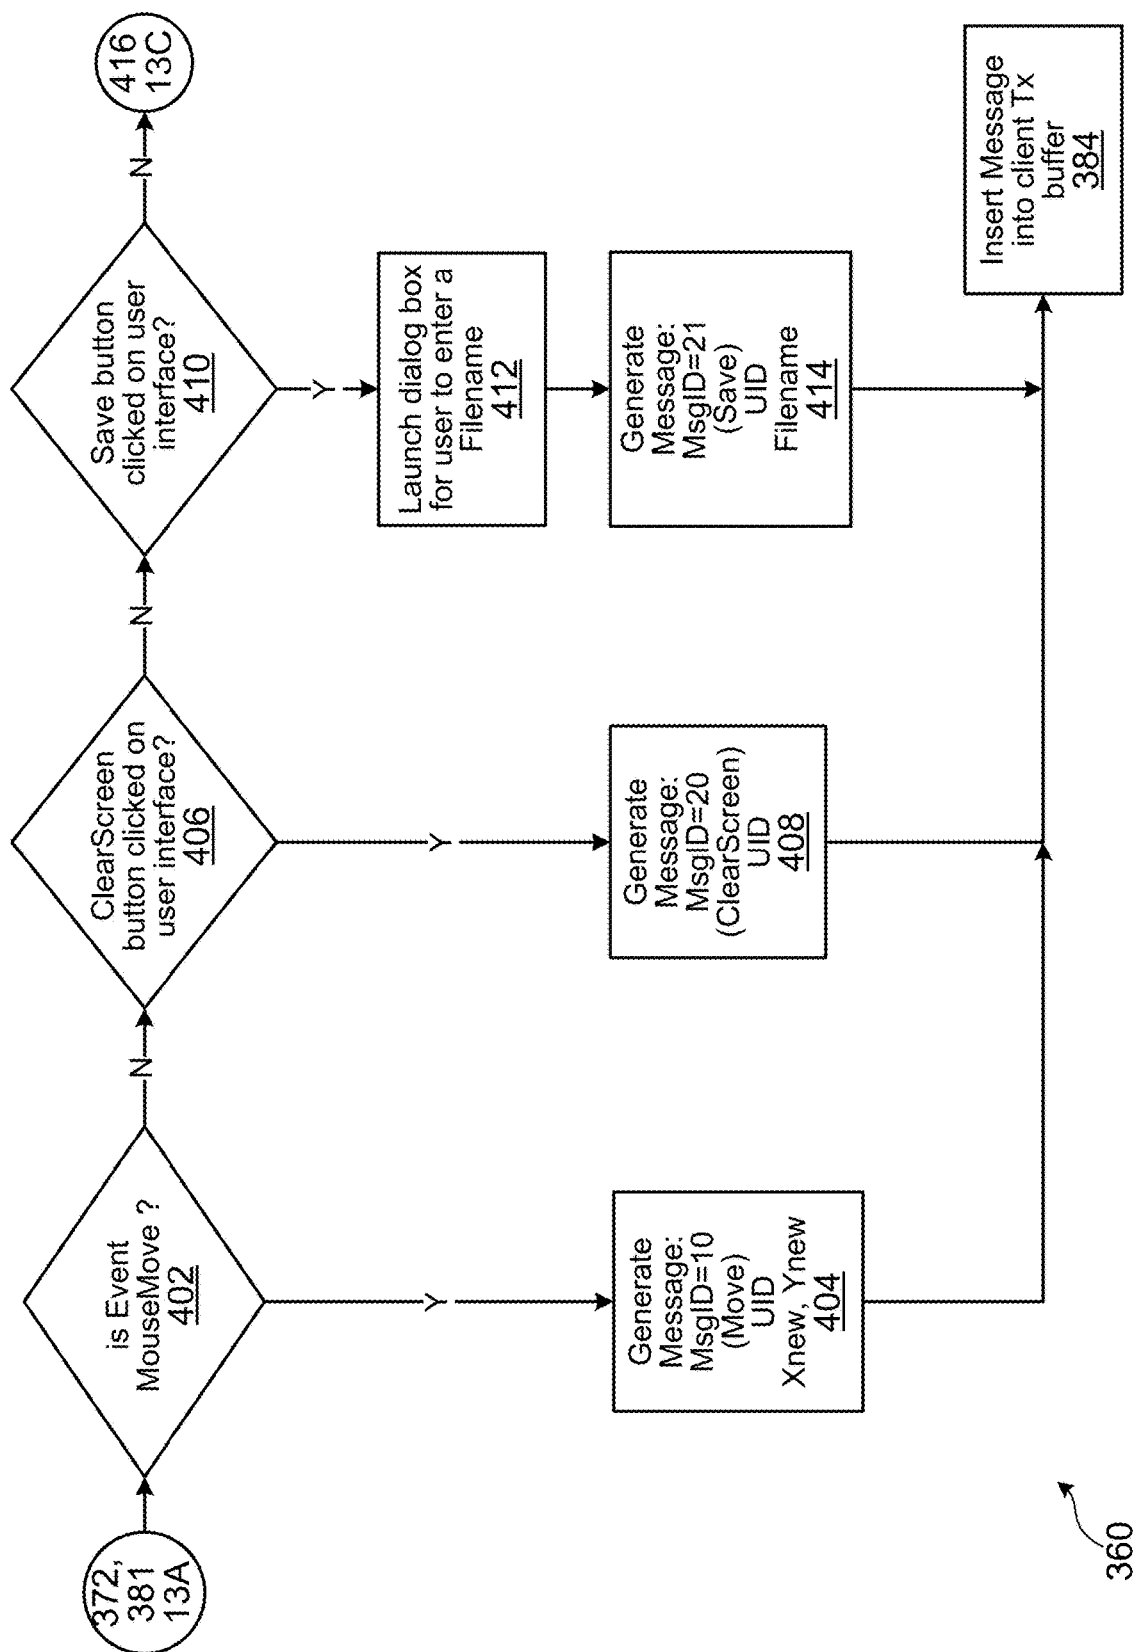 372,
381
13A
is Event
MouseMove ?
402
N
ClearScreen
button clicked on
user interface?
406
N
Save button
clicked on user
interface?
410
N
416
13C
Y
Y
Y
Launch dialog box
for user to enter a
Filename
412
Generate
Message:
MsgID=10
(Move)
UID
Xnew, Ynew
404
Generate
Message:
MsgID=20
(ClearScreen)
UID
408
Generate
Message:
MsgID=21
(Save)
UID
Filename
414
Insert Message
into client Tx
buffer
384
360